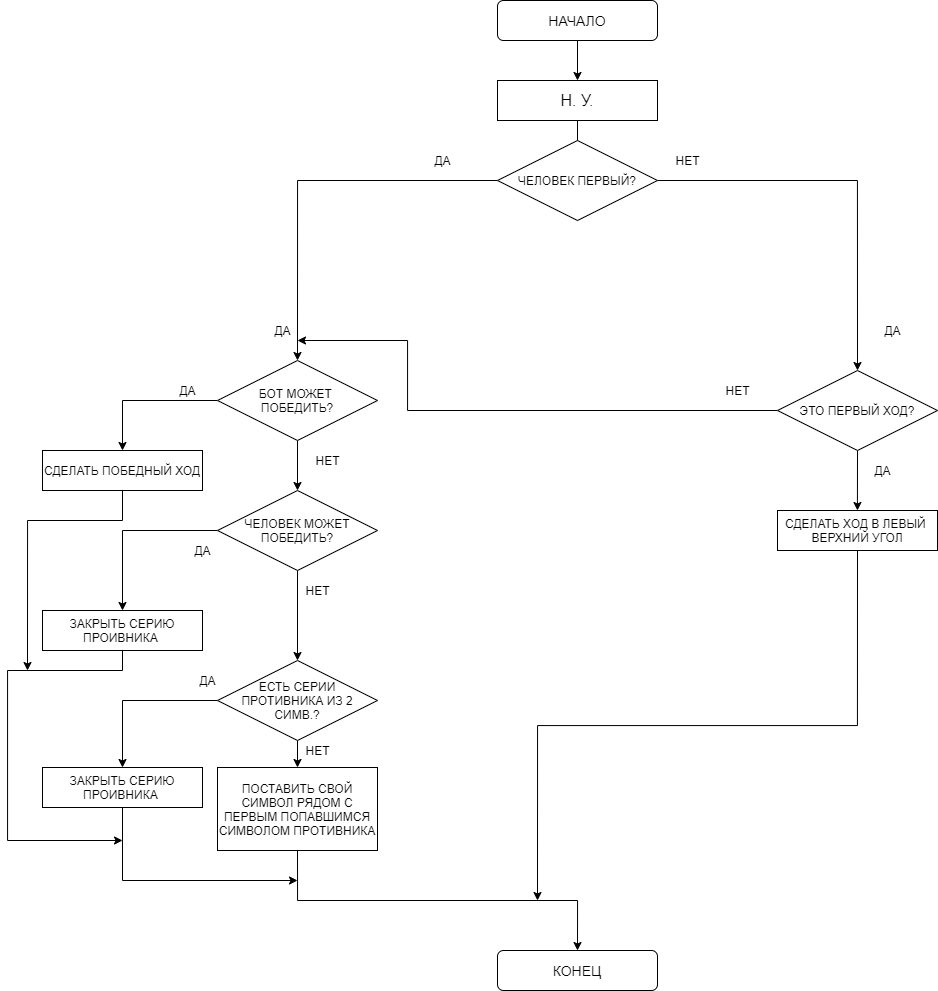 НАЧАЛО
Н. У.
ДА
НЕТ
ЧЕЛОВЕК ПЕРВЫЙ?
ДА
ДА
БОТ МОЖЕТ
ПОБЕДИТЬ?
ДА
НЕТ
ЭТО ПЕРВЫЙ ХОД?
НЕТ
ДА
СДЕЛАТЬ ПОБЕДНЫЙ ХОД
ЧЕЛОВЕК МОЖЕТ
ПОБЕДИТЬ?
СДЕЛАТЬ ХОД В ЛЕВЫЙ
ВЕРХНИЙ УГОЛ
ДА
НЕТ
ЗАКРЫТЬ СЕРИЮ
ПРОИВНИКА
ДА
ЕСТЬ СЕРИИ
ПРОТИВНИКА ИЗ 2
СИМВ.?
НЕТ
ЗАКРЫТЬ СЕРИЮ
ПРОИВНИКА
ПОСТАВИТЬ СВОЙ
СИМВОЛ РЯДОМ С
ПЕРВЫМ ПОПАВШИМСЯ
СИМВОЛОМ ПРОТИВНИКА
КОНЕЦ